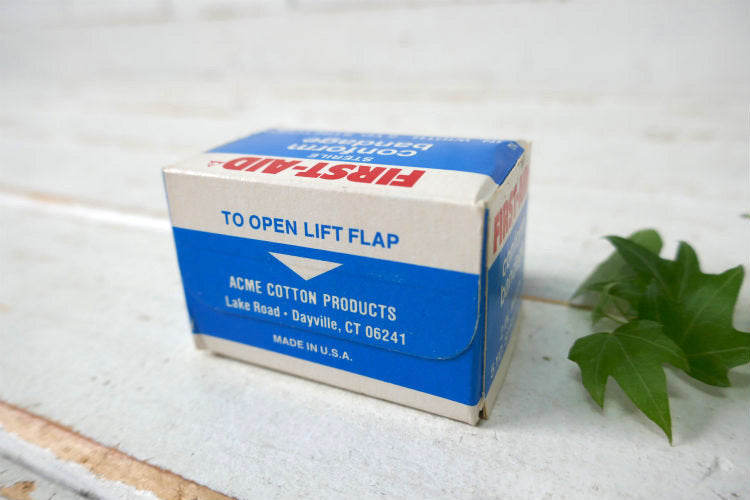 FIRST-AID
STERILE
conform
bandage
TO OPEN LIFT FLAP
ACME COTTON PRODUCTS
Lake Road • Dayville, CT 06241
MADE IN U.S.A.
FIRST-AID